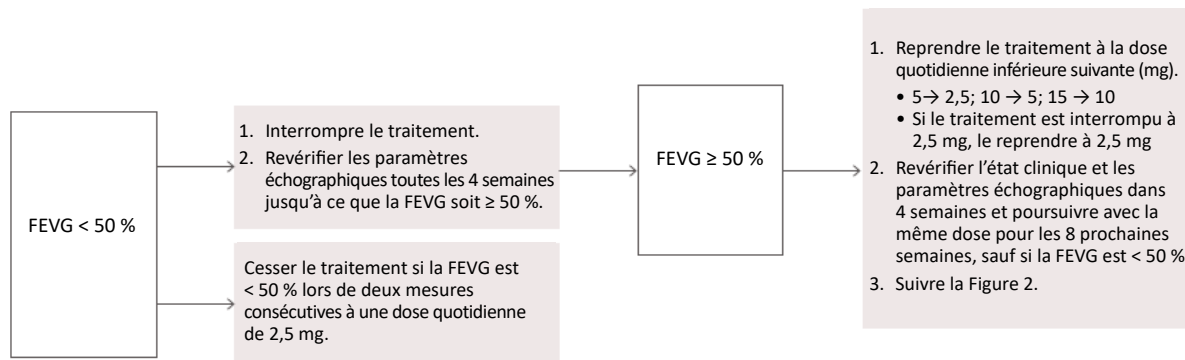 FEVG < 50 %
1. Interrompre le traitement.
2. Revérifier les paramètres
échographiques toutes les 4 semaines
jusqu'à ce que la FEVG soit ≥ 50 %.
Cesser le traitement si la FEVG est
< 50 % lors de deux mesures
consécutives à une dose quotidienne
de 2,5 mg.
FEVG ≥ 50 %
1. Reprendre le traitement à la dose
quotidienne inférieure suivante (mg).
• 5→ 2,5; 10 → 5; 15 → 10
• Si le traitement est interrompu à
2,5 mg, le reprendre à 2,5 mg
2. Revérifier l'état clinique et les
paramètres échographiques dans
4 semaines et poursuivre avec la
même dose pour les 8 prochaines
semaines, sauf si la FEVG est < 50 %
3. Suivre la Figure 2.